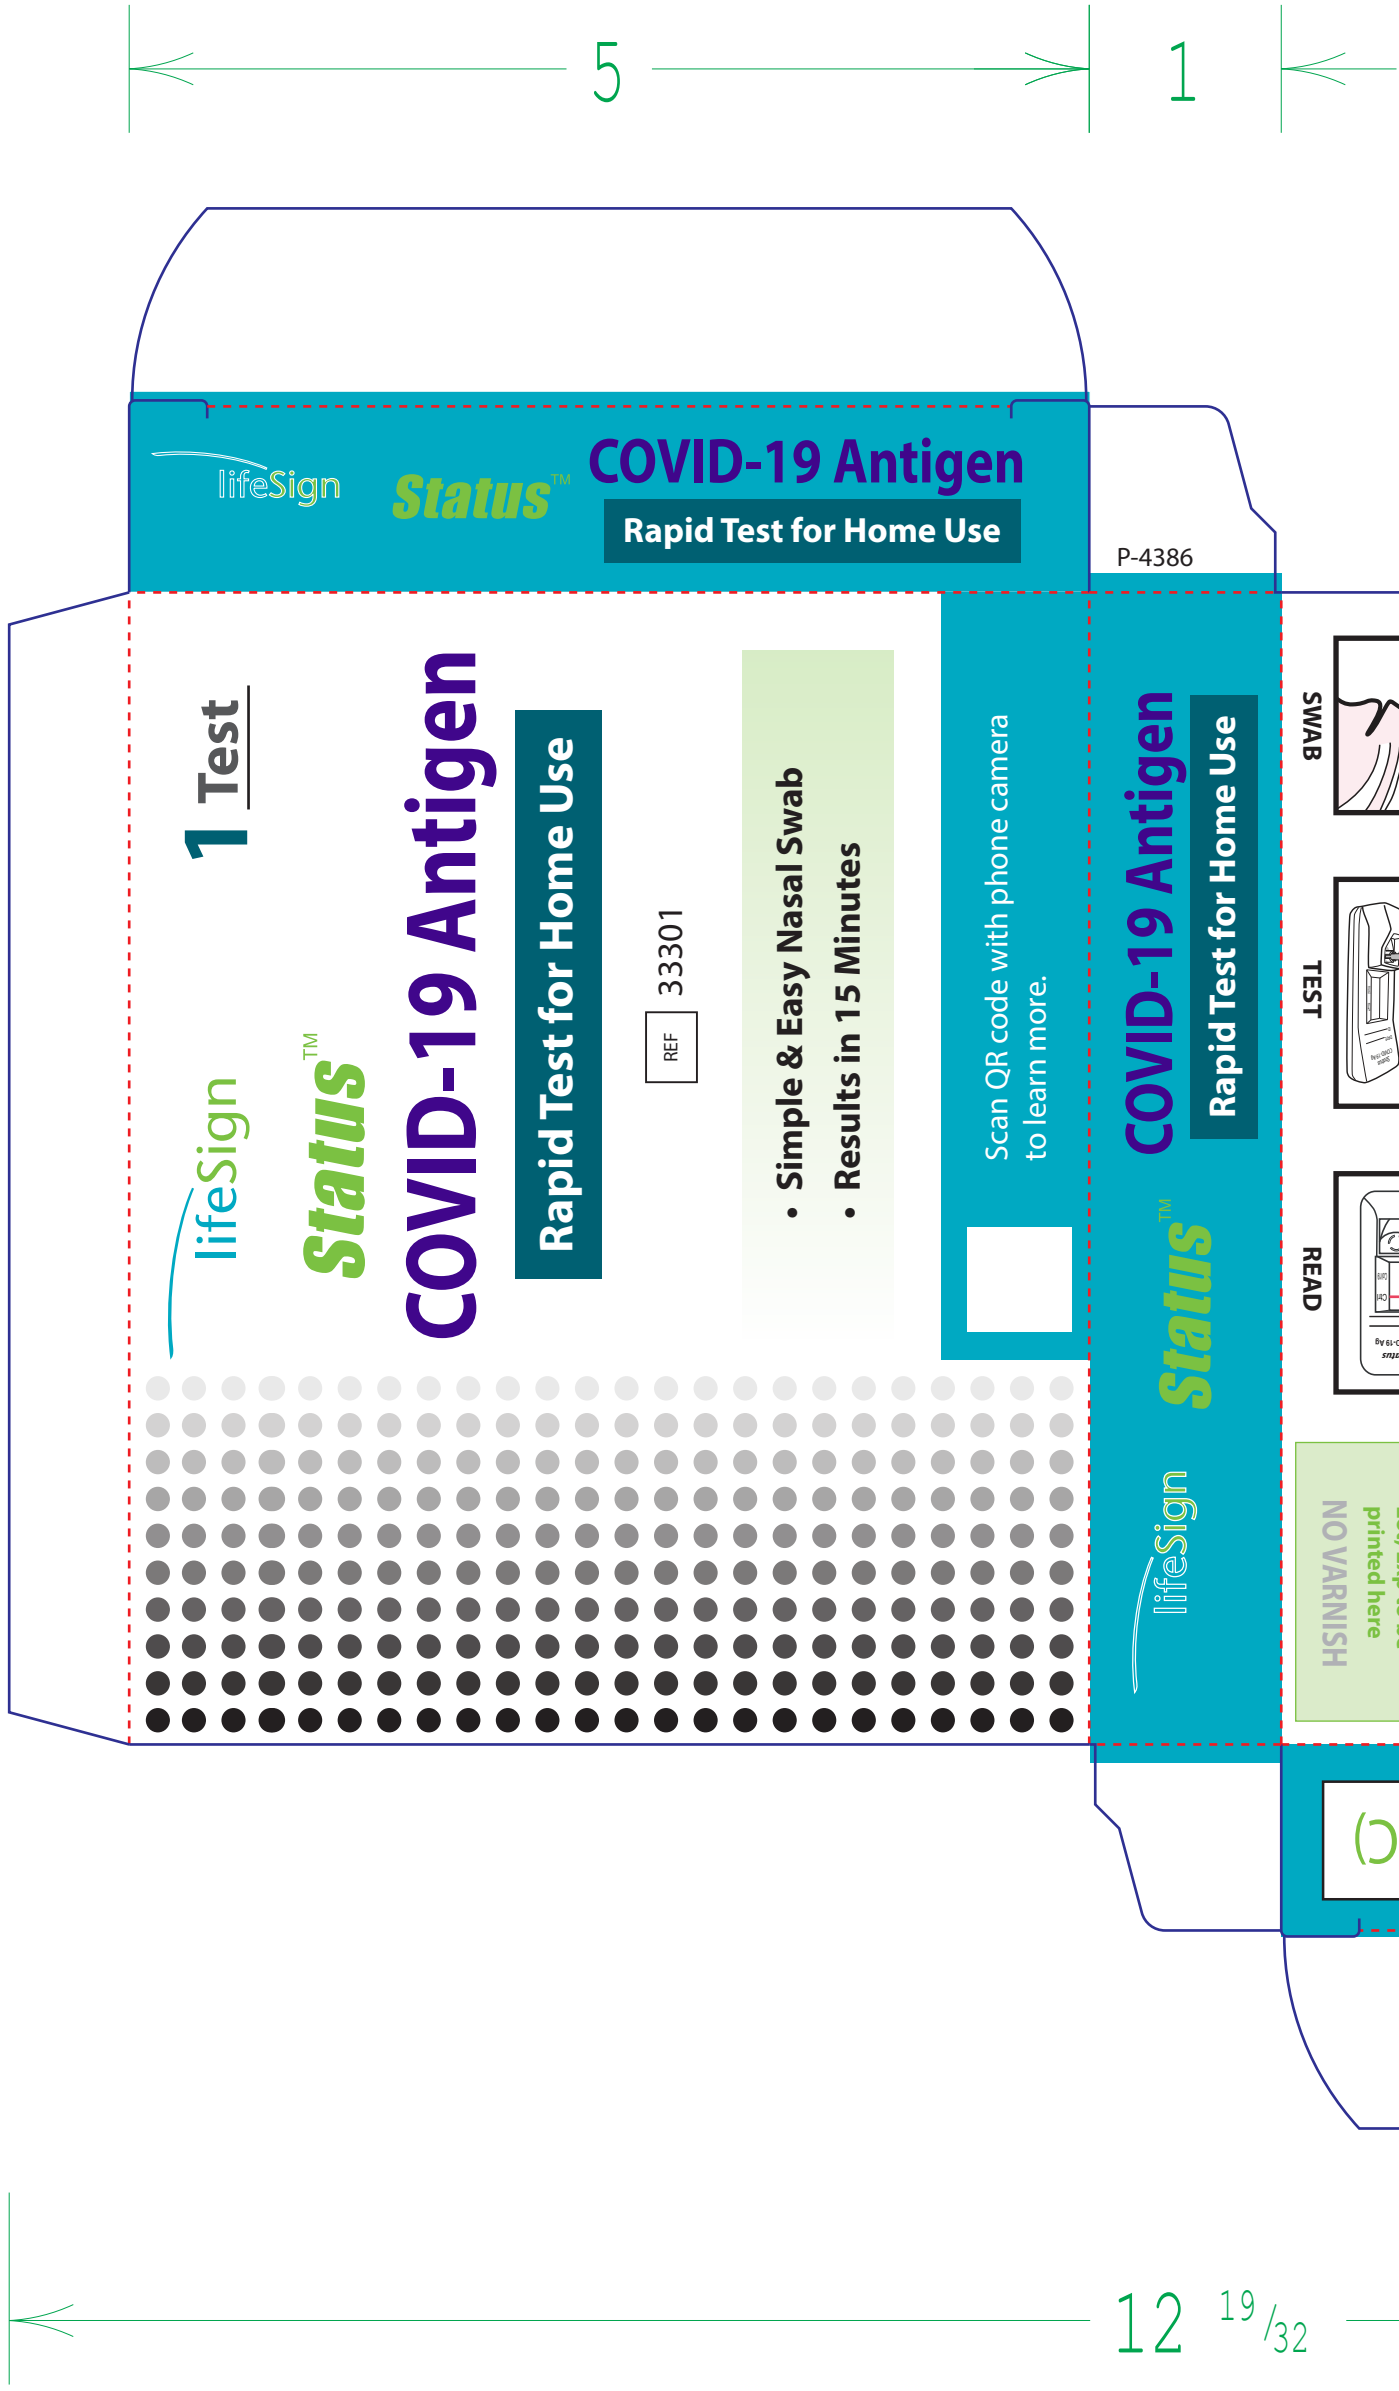 5
1
lifeSign
Status™
COVID-19 Antigen
Rapid Test for Home Use
P-4386
1 Test
lifeSign
Status™
COVID-19 Antigen
Rapid Test for Home Use
REF 33301
• Simple & Easy Nasal Swab
• Results in 15 Minutes
Scan QR code with phone camera
to learn more.
lifeSign
Status™
COVID-19 Antigen
Rapid Test for Home Use
SWAB
TEST
READ
printed here
NO VARNISH
12 19/32